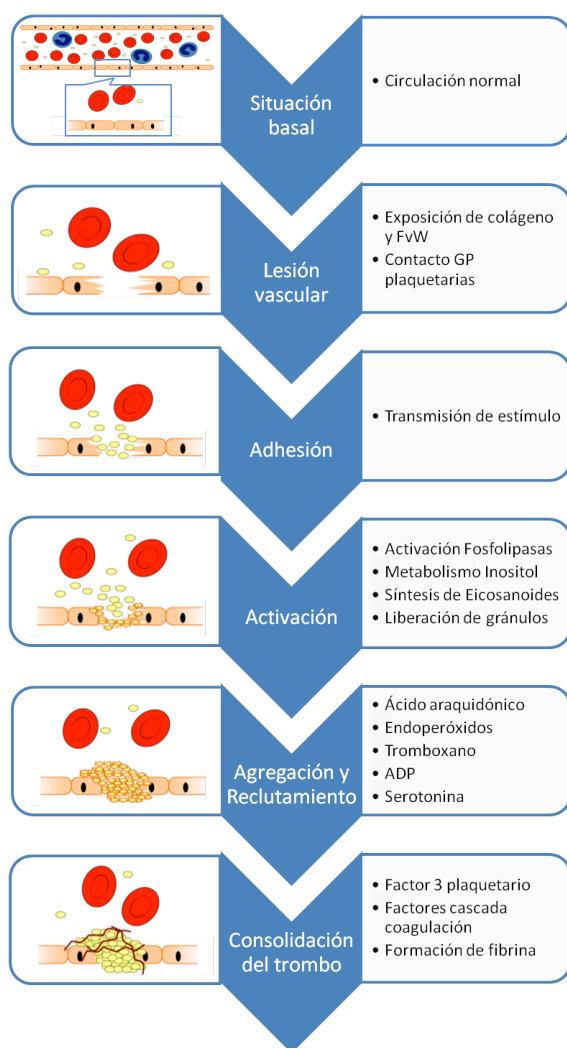 Situación
basal
• Circulación normal
Lesión
vascular
• Exposición de colágeno
y FvW
• Contacto GP
plaquetarias
Adhesión
• Transmisión de estímulo
Activación
• Activación Fosfolipasas
• Metabolismo Inositol
• Síntesis de Eicosanoides
• Liberación de gránulos
Agregación y
Reclutamiento
• Ácido araquidónico
• Endoperóxidos
• Tromboxano
• ADP
• Serotonina
Consolidación
del trombo
• Factor 3 plaquetario
• Factores cascada
coagulación
• Formación de fibrina